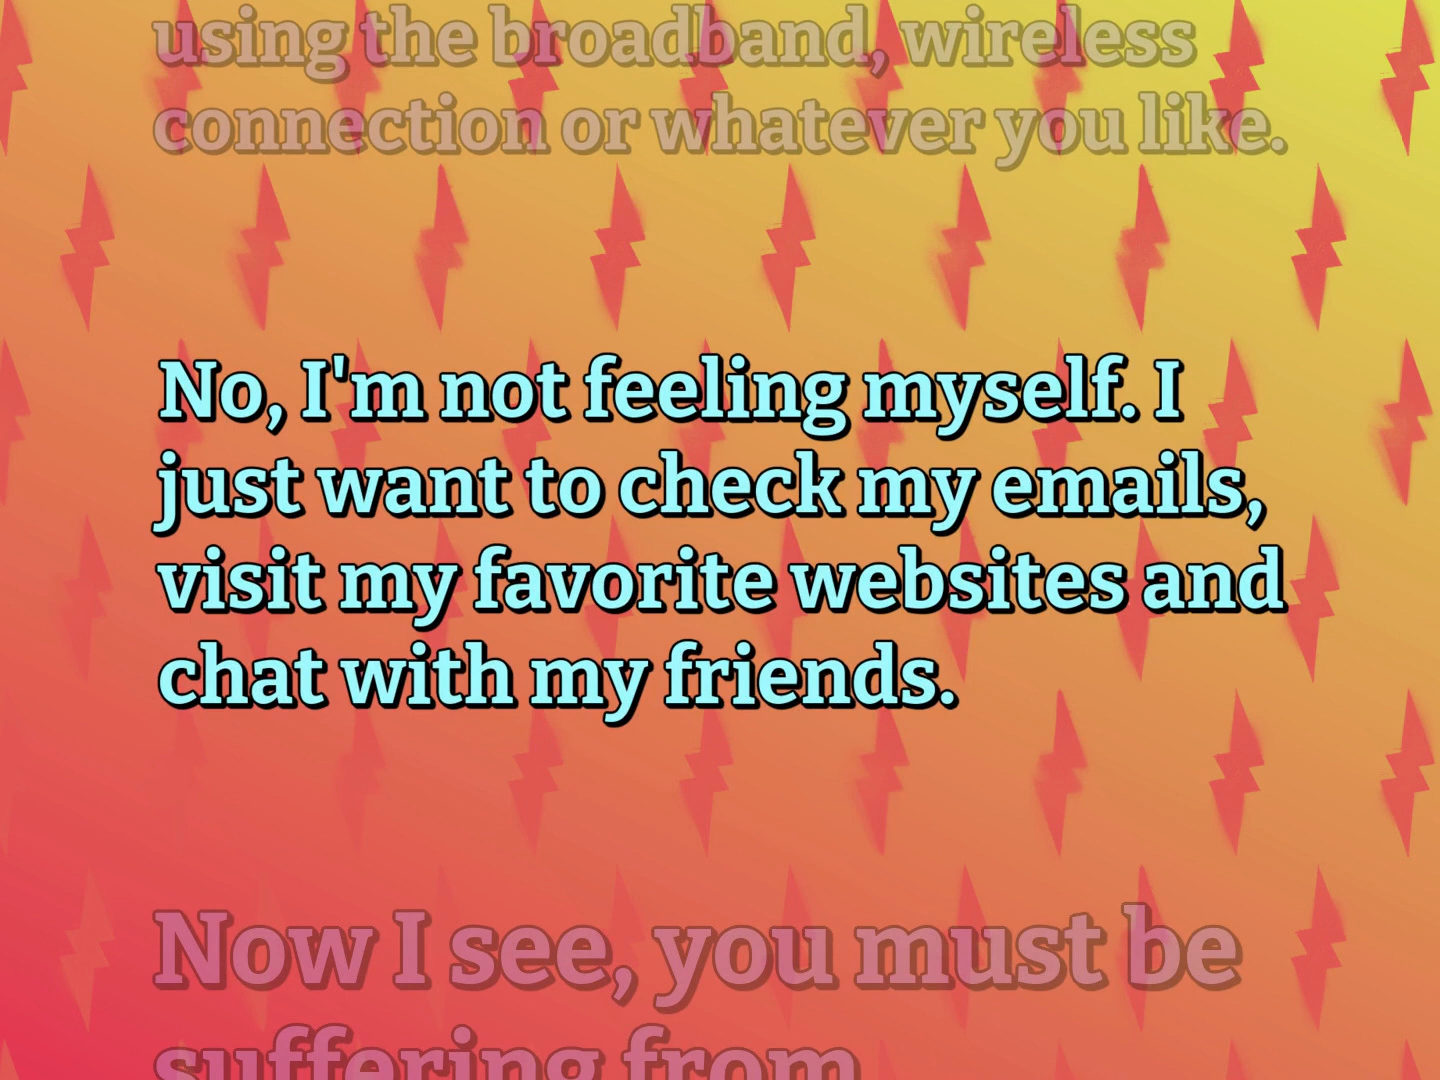 using the broadband, wireless
connection or whatever you like.
No, I'm not feeling myself. I
just want to check my emails,
visit my favorite websites and
chat with my friends.
Now I see, you must be
suffering from